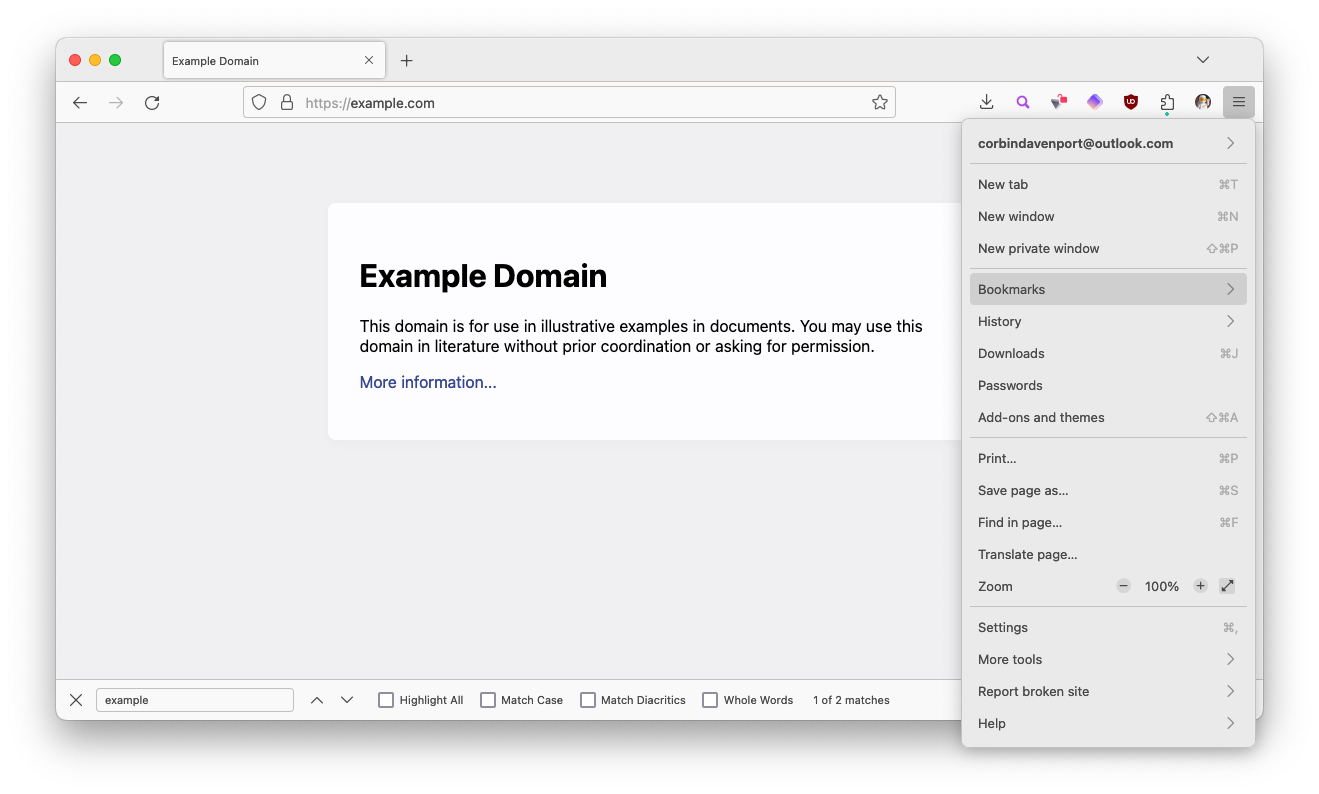 Example Domain
https://example.com
corbindavenport@outlook.com
New tab ⌘T
New window ⌘N
New private window ⇧⌘P
Bookmarks
History
Downloads ⌘J
Passwords
Add-ons and themes ⇧⌘A
Print… ⌘P
Save page as… ⌘S
Find in page… ⌘F
Translate page…
Zoom − 100% +
Settings ⌘,
More tools
Report broken site
Help
Example Domain
This domain is for use in illustrative examples in documents. You may use this
domain in literature without prior coordination or asking for permission.
More information...
example Highlight All Match Case Match Diacritics Whole Words 1 of 2 matches